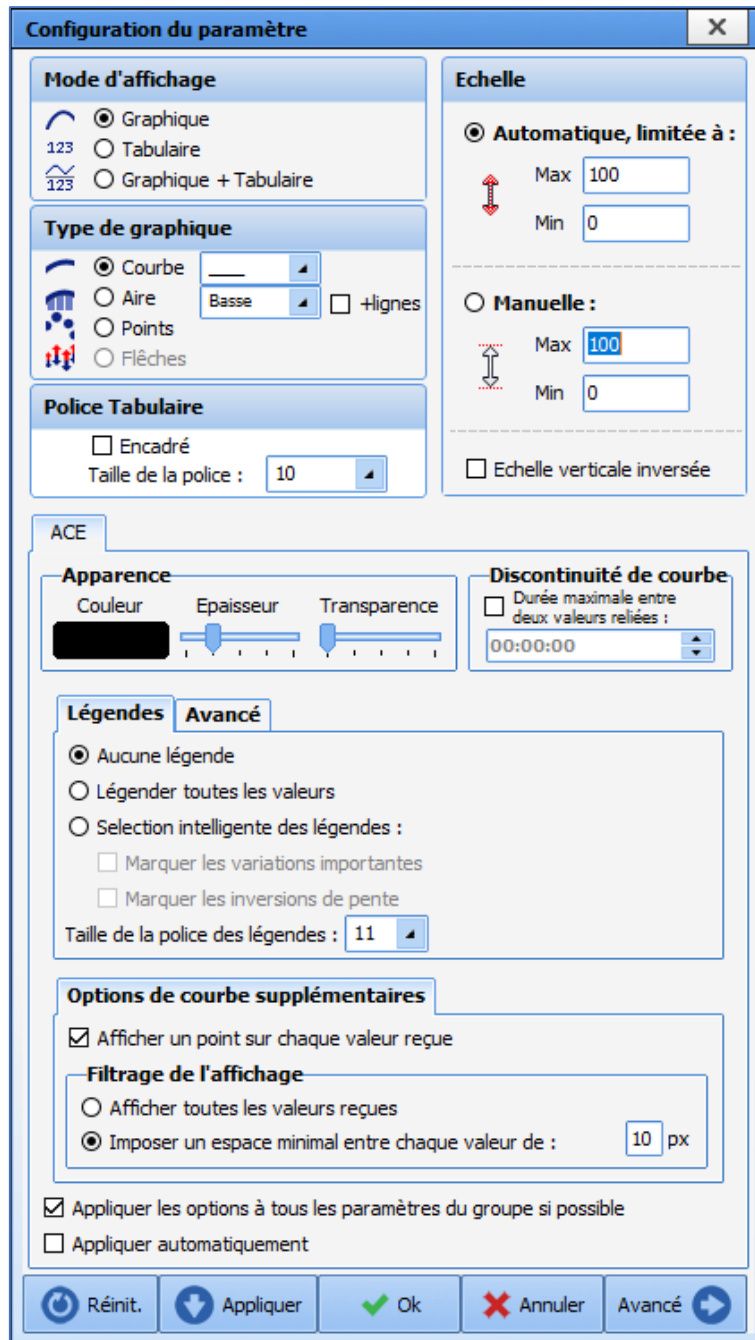 Configuration du paramètre
Mode d'affichage
Graphique
123 Tabulaire
123 Graphique + Tabulaire
Type de graphique
Courbe
Aire Basse +lignes
Points
Flêches
Police Tabulaire
Encadré
Taille de la police : 10
Echelle
Automatique, limitée à :
Max 100
Min 0
Manuelle :
Max 100
Min 0
Echelle verticale inversée
ACE
Apparence
Couleur Epaisseur Transparence
Discontinuité de courbe
Durée maximale entre
deux valeurs reliées :
00:00:00
Légendes Avancé
Aucune légende
Légender toutes les valeurs
Selection intelligente des légendes :
Marquer les variations importantes
Marquer les inversions de pente
Taille de la police des légendes : 11
Options de courbe supplémentaires
Afficher un point sur chaque valeur reçue
Filtrage de l'affichage
Afficher toutes les valeurs reçues
Imposer un espace minimal entre chaque valeur de : 10 px
Appliquer les options à tous les paramètres du groupe si possible
Appliquer automatiquement
Réinit. Appliquer Ok Annuler Avancé